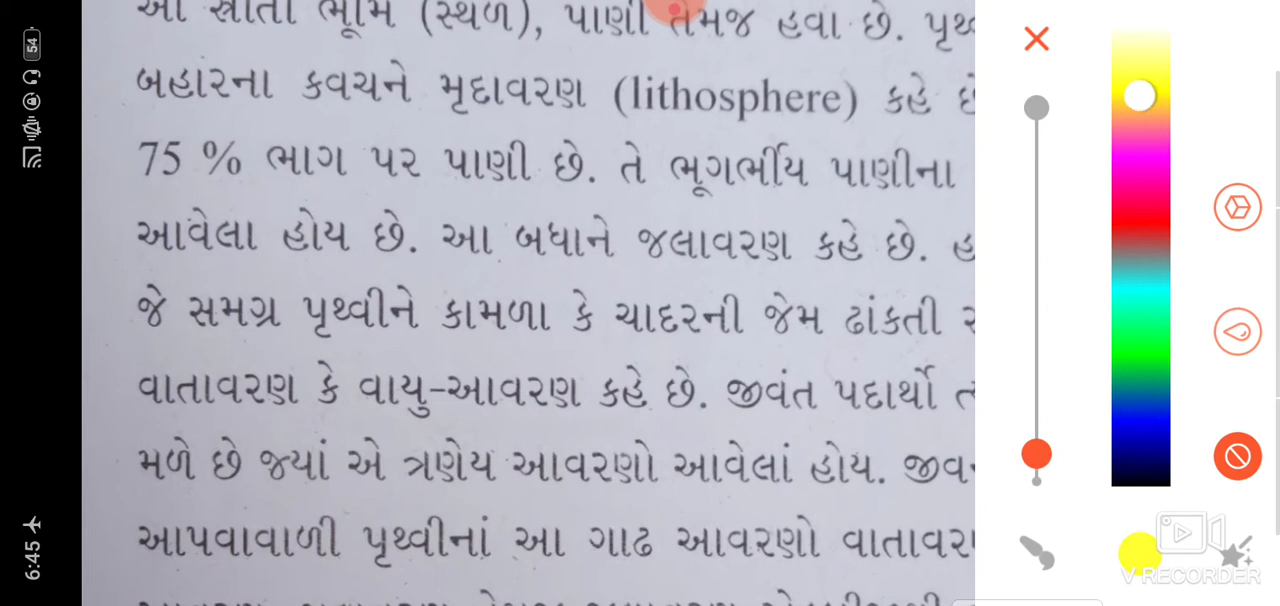 આ સ્રોતો ભૂમિ (સ્થળ), પાણી તેમજ હવા છે.
બહારના કવચને મૃદાવરણ (lithosphere) કહે
75 % ભાગ પર પાણી છે. તે ભૂગર્ભીય પાણીના
આવેલા હોય છે. આ બધાને જલાવરણ કહે છે.
જે સમગ્ર પૃથ્વીને કામળા કે ચાદરની જેમ ઢાંકતી
વાતાવરણ કે વાયુ-આવરણ કહે છે. જીવંત પદાર્થો
મળે છે જ્યાં એ ત્રણેય આવરણો આવેલાં હોય.
આપવાવાળી પૃથ્વીનાં આ ગાઢ આવરણો
54
6:45
V RECORDER